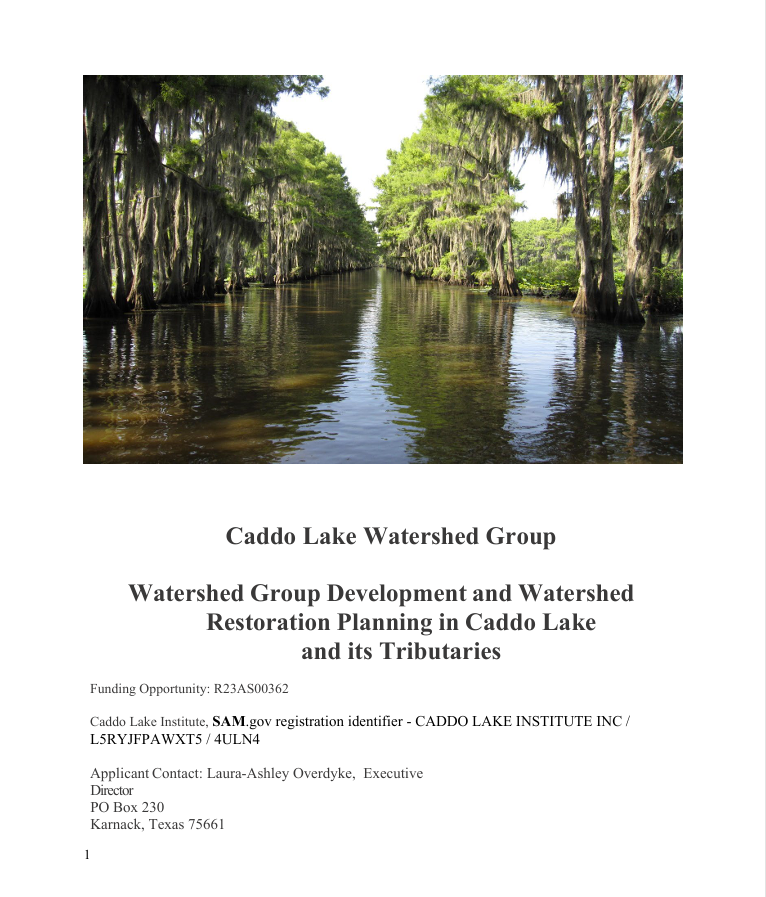 Caddo Lake Watershed Group
Watershed Group Development and Watershed
Restoration Planning in Caddo Lake
and its Tributaries
Funding Opportunity: R23AS00362
Caddo Lake Institute, SAM.gov registration identifier - CADDO LAKE INSTITUTE INC /
L5RYJFPAWXT5 / 4ULN4
Applicant Contact: Laura-Ashley Overdyke, Executive
Director
PO Box 230
Karnack, Texas 75661
1